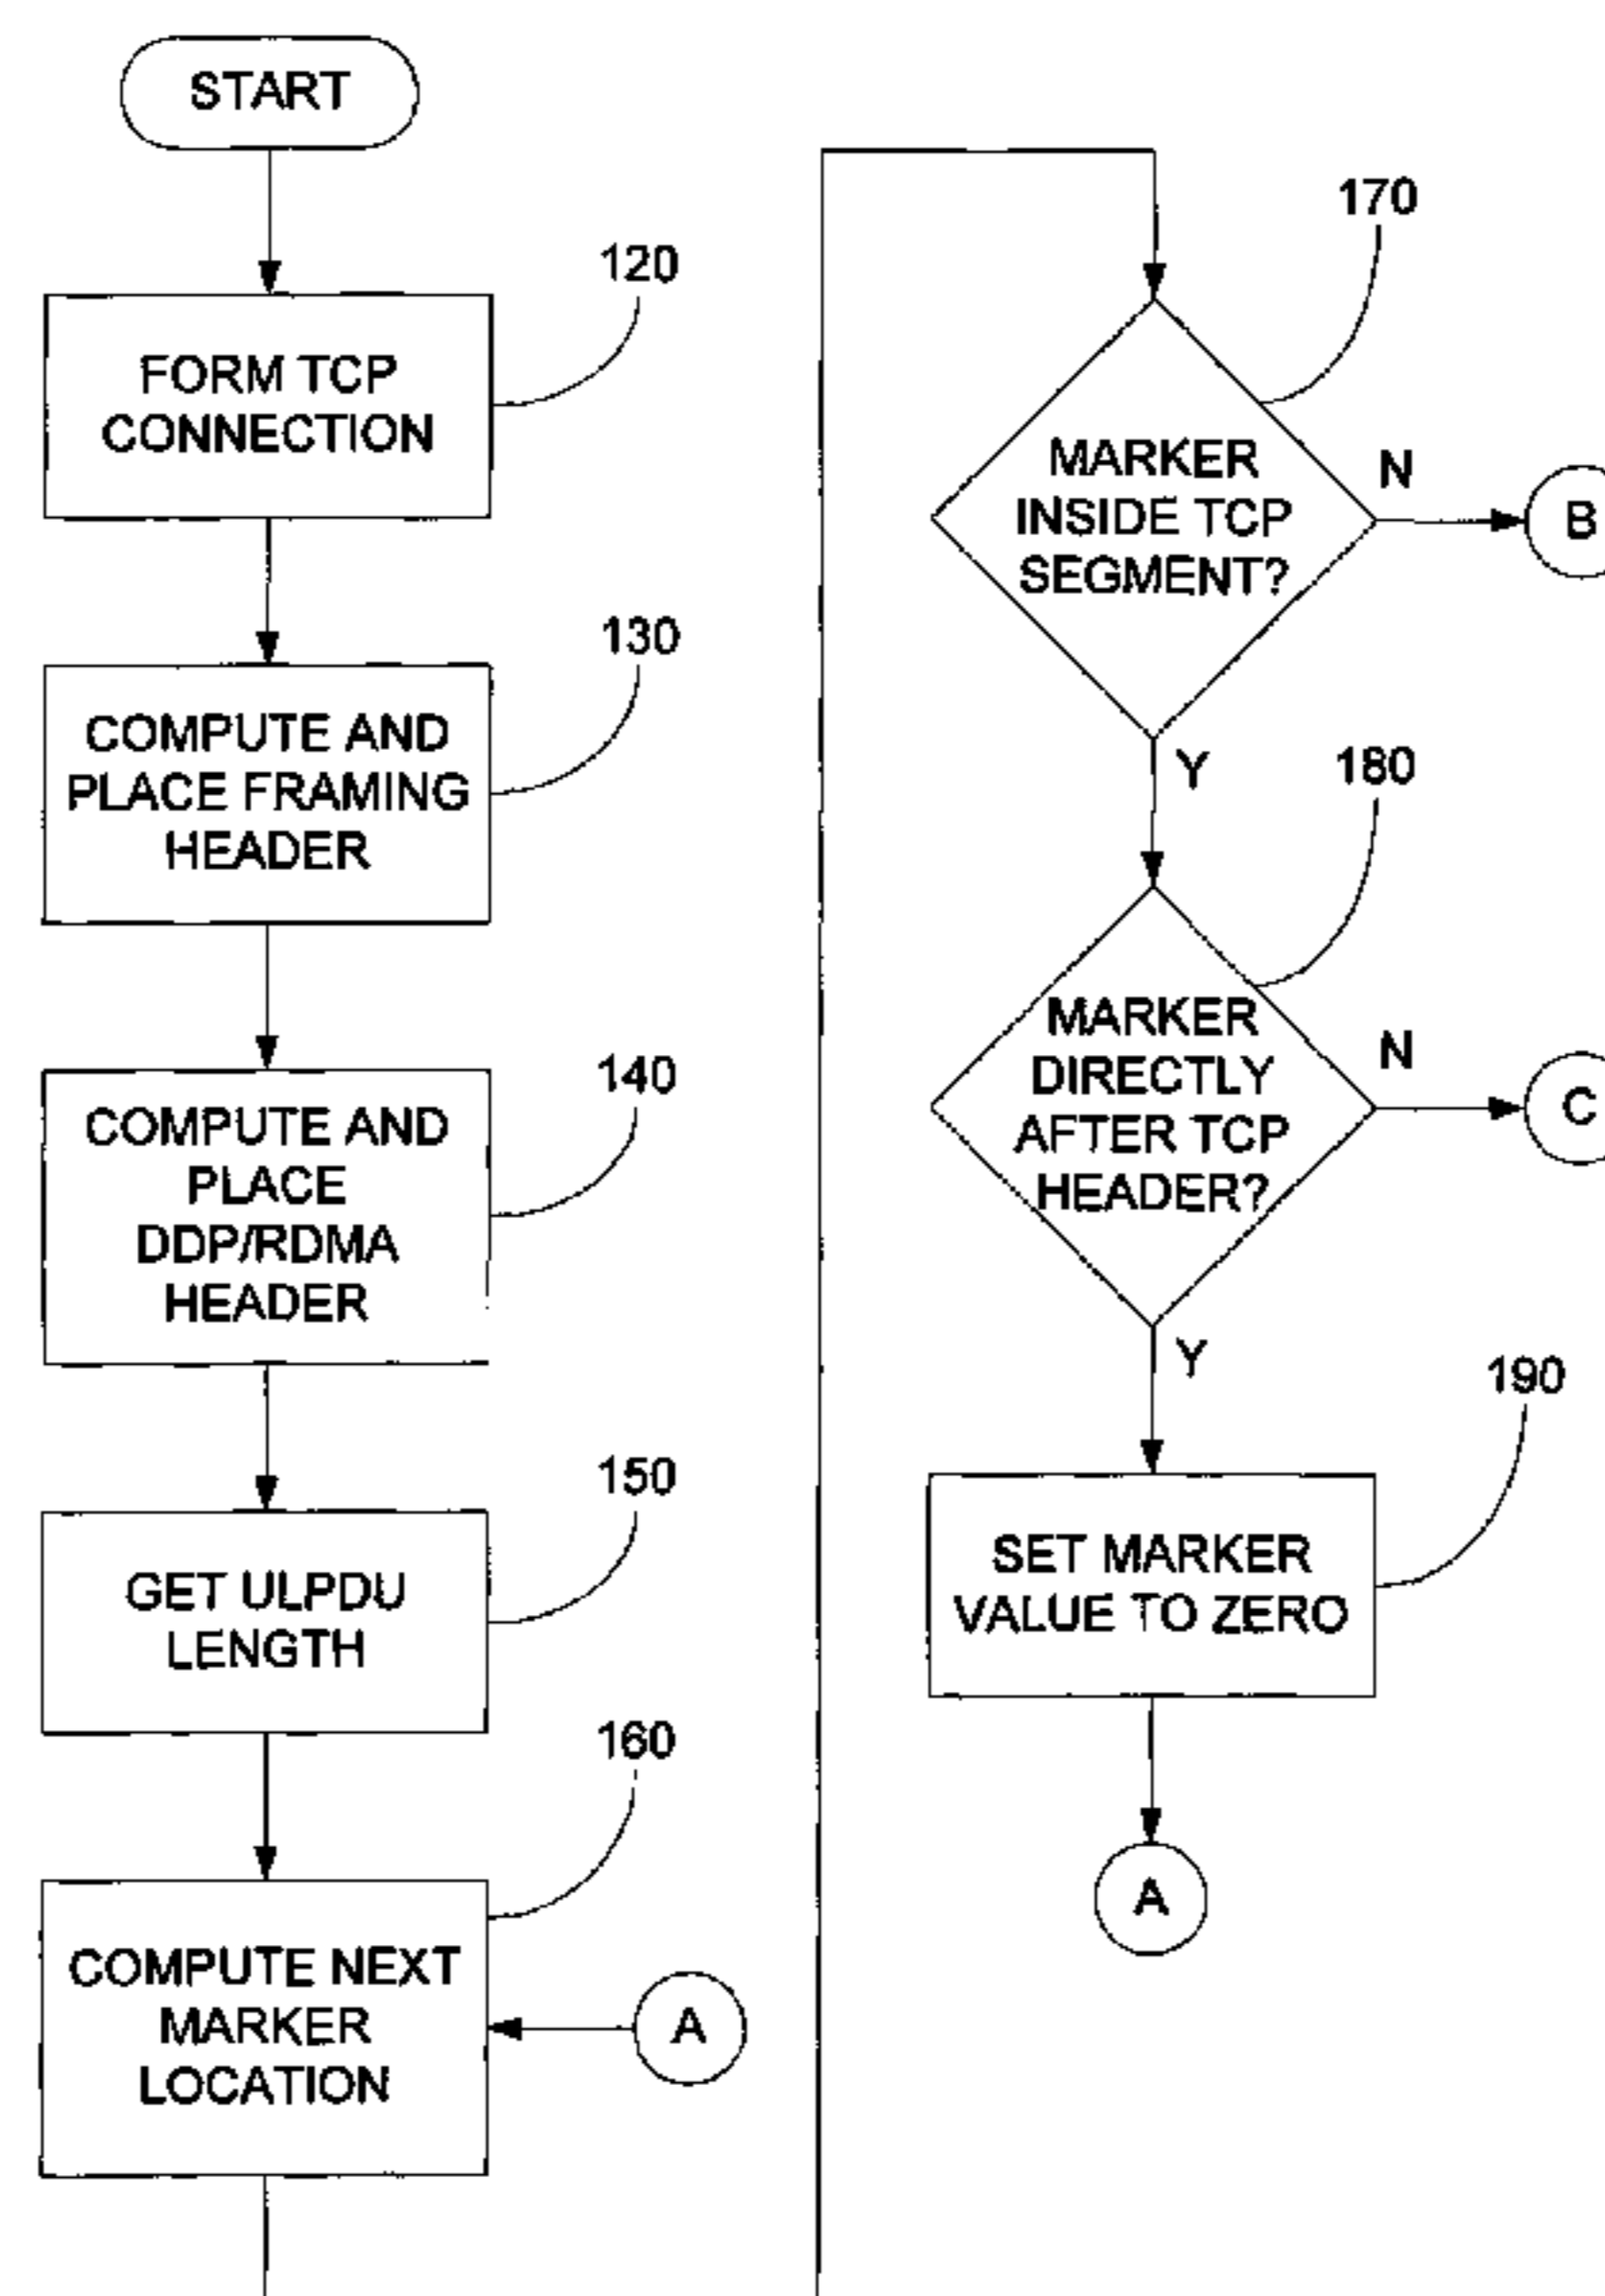 START
120
FORM TCP
CONNECTION
130
COMPUTE AND
PLACE FRAMING
HEADER
140
COMPUTE AND
PLACE
DDP/RDMA
HEADER
150
GET ULPDU
LENGTH
160
COMPUTE NEXT
MARKER
LOCATION
A
170
MARKER
INSIDE TCP
SEGMENT?
N
B
Y
180
MARKER
DIRECTLY
AFTER TCP
HEADER?
N
C
Y
190
SET MARKER
VALUE TO ZERO
A